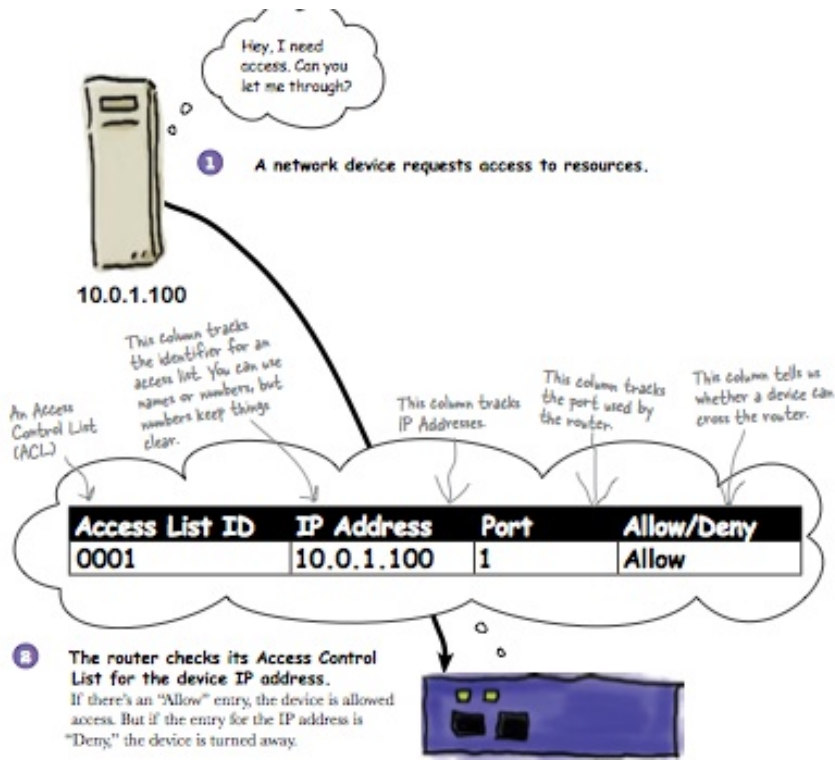 Hey, I need
access. Can you
let me through?
1
A network device requests access to resources.
10.0.1.100
An Access
Control List
(ACL)
This column tracks
the identifier for an
access list. You can use
names or numbers, but
numbers keep things
clear.
This column tracks
IP Addresses.
This column tracks
the port used by
the router.
This column tells us
whether a device can
cross the router.
Access List ID IP Address Port Allow/Deny
0001 10.0.1.100 1 Allow
2
The router checks its Access Control
List for the device IP address.
If there's an “Allow” entry, the device is allowed
access. But if the entry for the IP address is
“Deny,” the device is turned away.